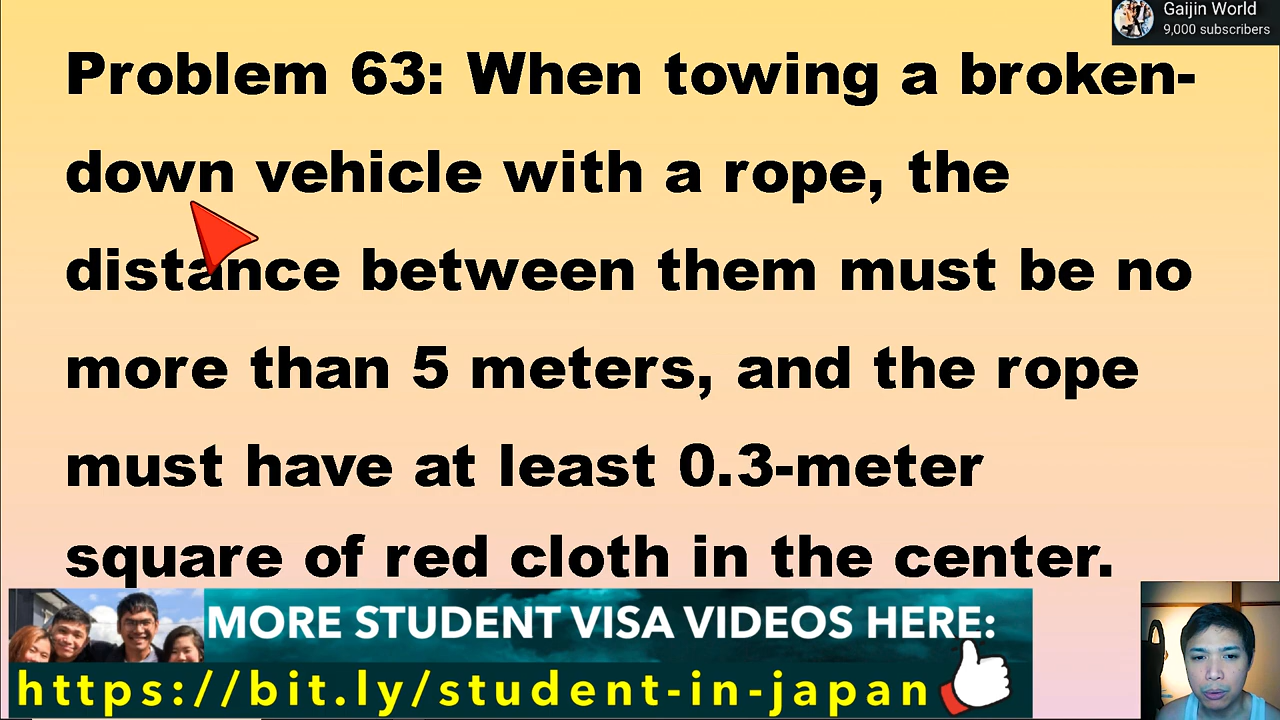 Gaijin World
9,000 subscribers
Problem 63: When towing a broken-
down vehicle with a rope, the
distance between them must be no
more than 5 meters, and the rope
must have at least 0.3-meter
square of red cloth in the center.
MORE STUDENT VISA VIDEOS HERE:
https://bit.ly/student-in-japan